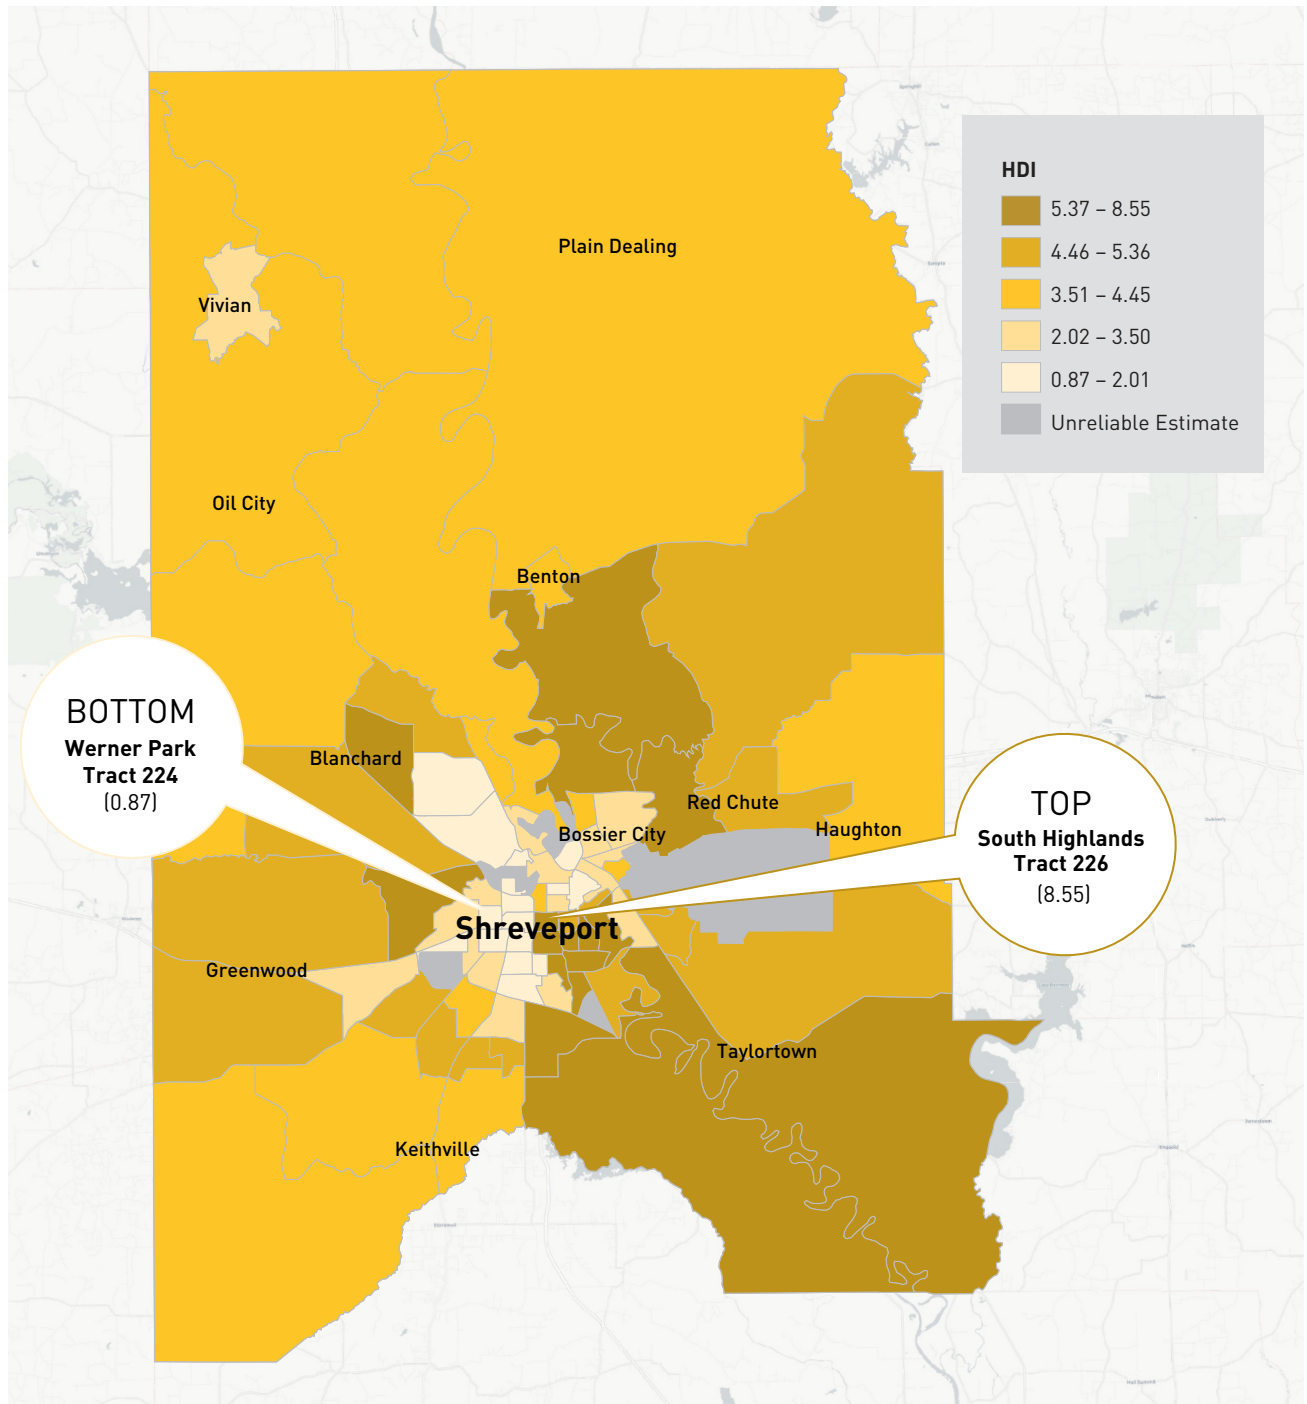 HDI
5.37 – 8.55
4.46 – 5.36
3.51 – 4.45
2.02 – 3.50
0.87 – 2.01
Unreliable Estimate
Plain Dealing
Vivian
Oil City
Benton
BOTTOM
Werner Park
Tract 224
(0.87)
Blanchard
Red Chute
Bossier City
Haughton
TOP
South Highlands
Tract 226
(8.55)
Shreveport
Greenwood
Taylortown
Keithville